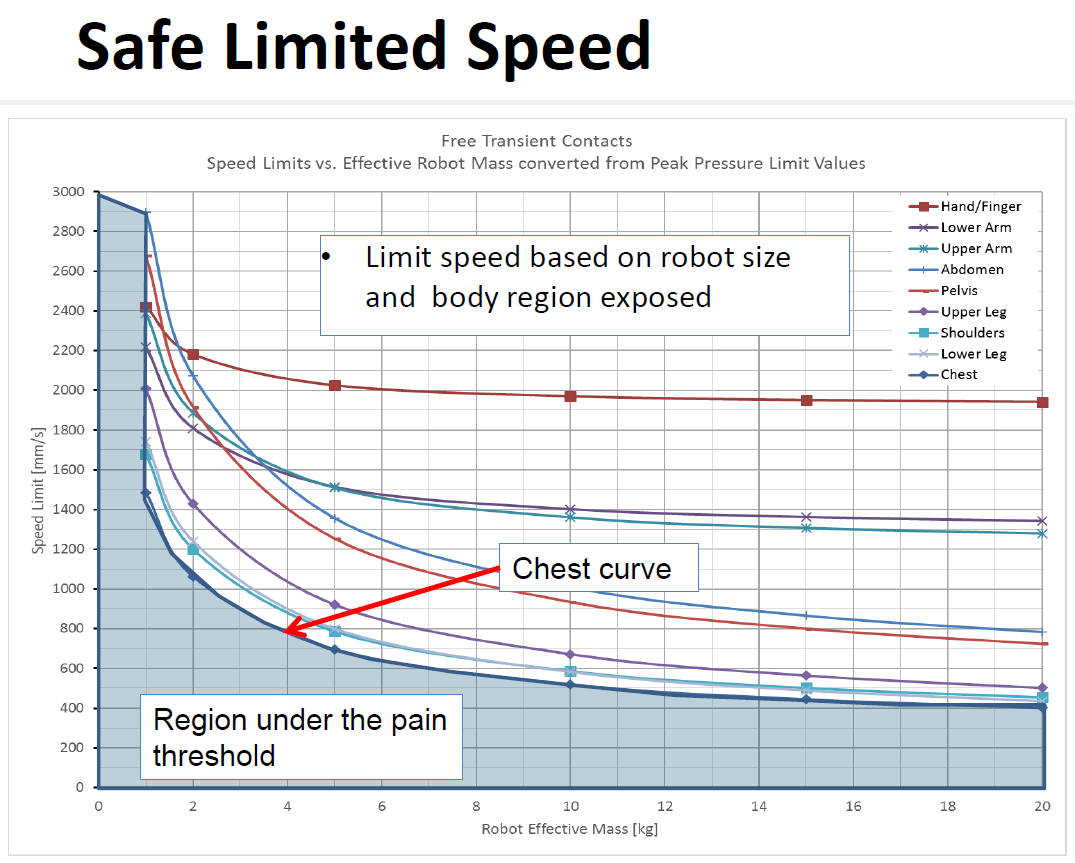 Safe Limited Speed
Free Transient Contacts
Speed Limits vs. Effective Robot Mass converted from Peak Pressure Limit Values
3000
2800
2600
2400
2200
2000
1800
1600
1400
1200
1000
800
600
400
200
0
Speed Limit [mm/s]
• Limit speed based on robot size
and body region exposed
Hand/Finger
Lower Arm
Upper Arm
Abdomen
Pelvis
Upper Leg
Shoulders
Lower Leg
Chest
Chest curve
Region under the pain
threshold
0 2 4 6 8 10 12 14 16 18 20
Robot Effective Mass [kg]